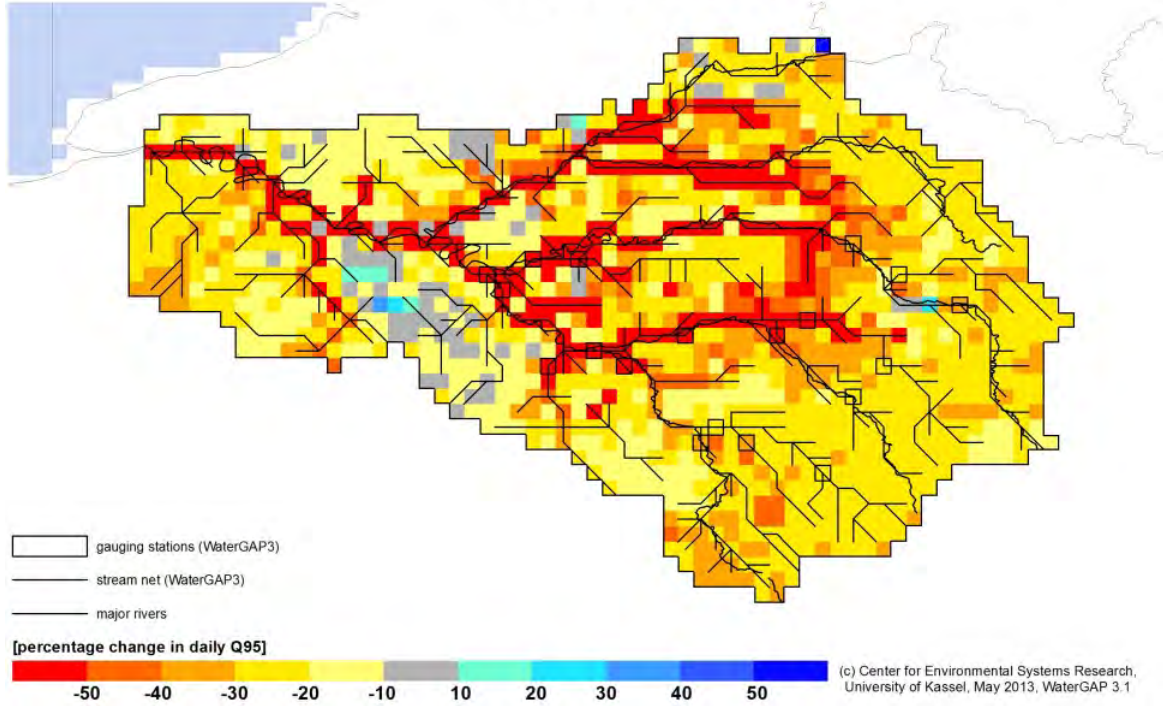 gauging stations (WaterGAP3)
stream net (WaterGAP3)
major rivers
[percentage change in daily Q95]
-50 -40 -30 -20 -10 10 20 30 40 50
(c) Center for Environmental Systems Research,
University of Kassel, May 2013, WaterGAP 3.1